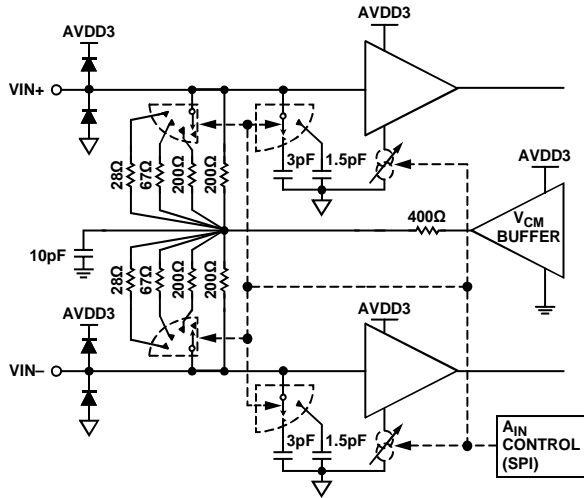 AVDD3
AVDD3
VIN+
28Ω
67Ω
200Ω
200Ω
3pF
1.5pF
AVDD3
400Ω
VCM
BUFFER
10pF
28Ω
67Ω
200Ω
200Ω
AVDD3
AVDD3
VIN–
3pF
1.5pF
AIN
CONTROL
(SPI)